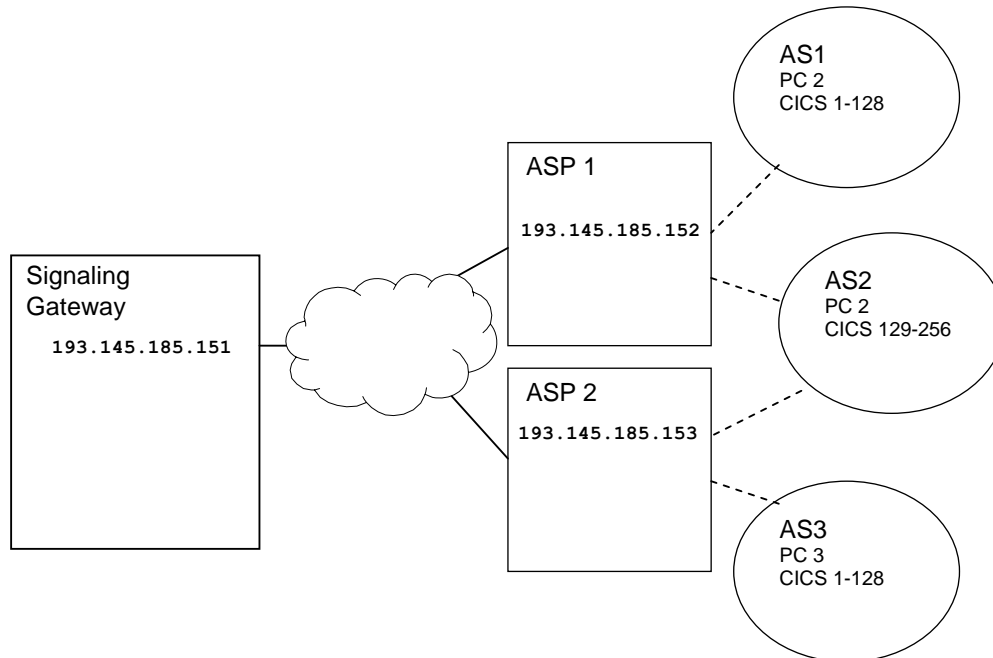 Signaling
Gateway
193.145.185.151
ASP 1
193.145.185.152
ASP 2
193.145.185.153
AS1
PC 2
CICS 1-128
AS2
PC 2
CICS 129-256
AS3
PC 3
CICS 1-128